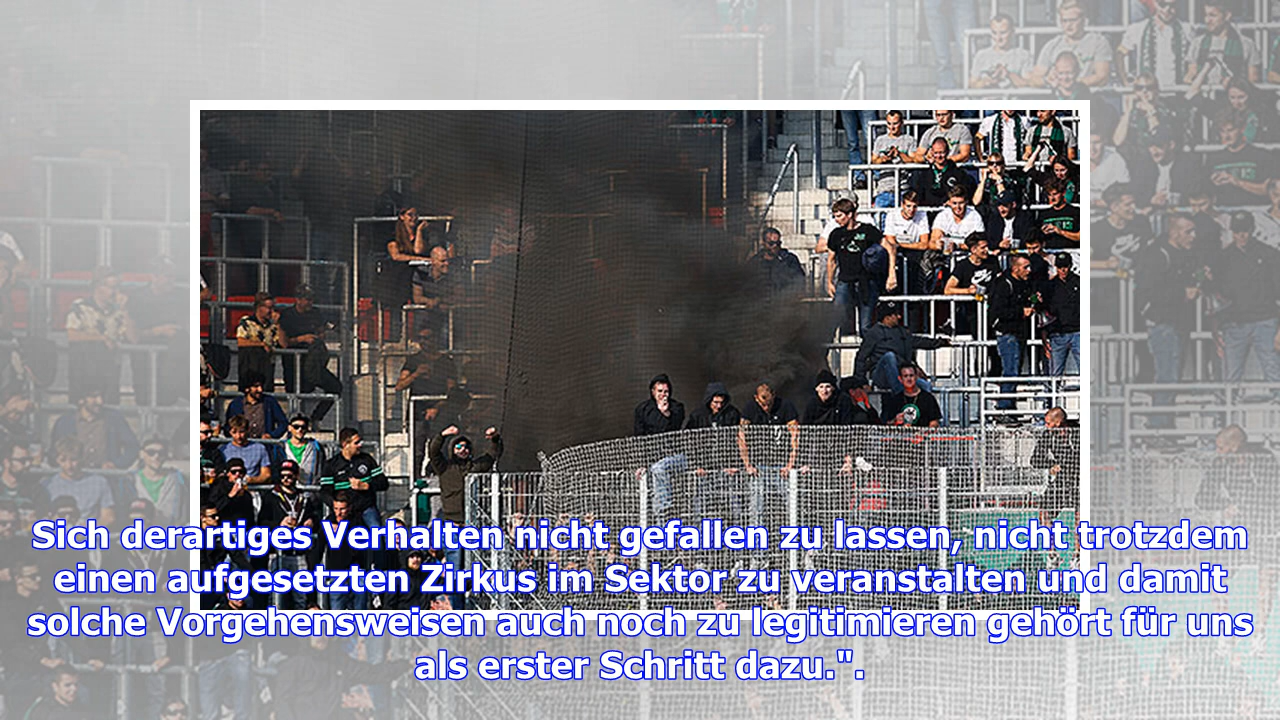 Sich derartiges Verhalten nicht gefallen zu lassen, nicht trotzdem
einen aufgesetzten Zirkus im Sektor zu veranstalten und damit
solche Vorgehensweisen auch noch zu legitimieren gehört für uns
als erster Schritt dazu.".